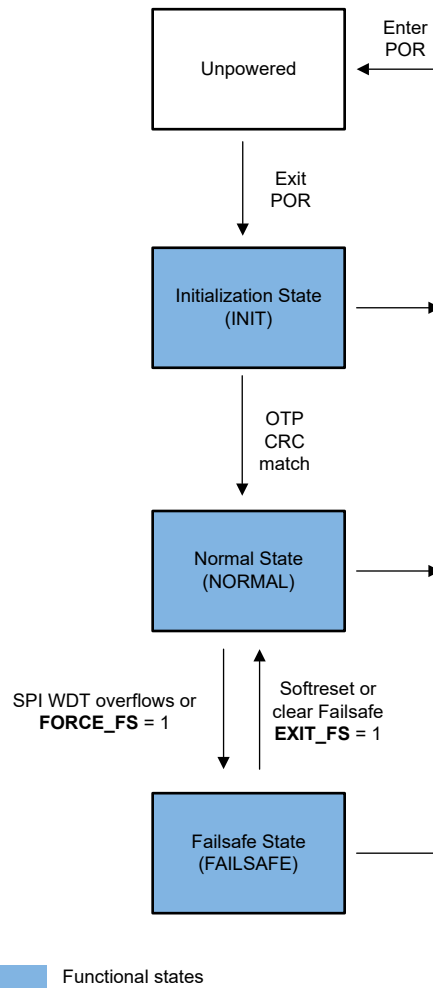 Enter
POR
Unpowered
Exit
POR
Initialization State
(INIT)
OTP
CRC
match
Normal State
(NORMAL)
SPI WDT overflows or
FORCE_FS = 1
Softreset or
clear Failsafe
EXIT_FS = 1
Failsafe State
(FAILSAFE)
Functional states